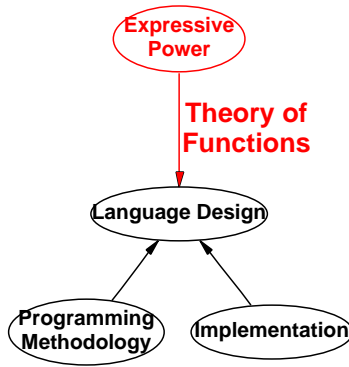 Expressive
Power
Theory of
Functions
Language Design
Programming
Methodology
Implementation